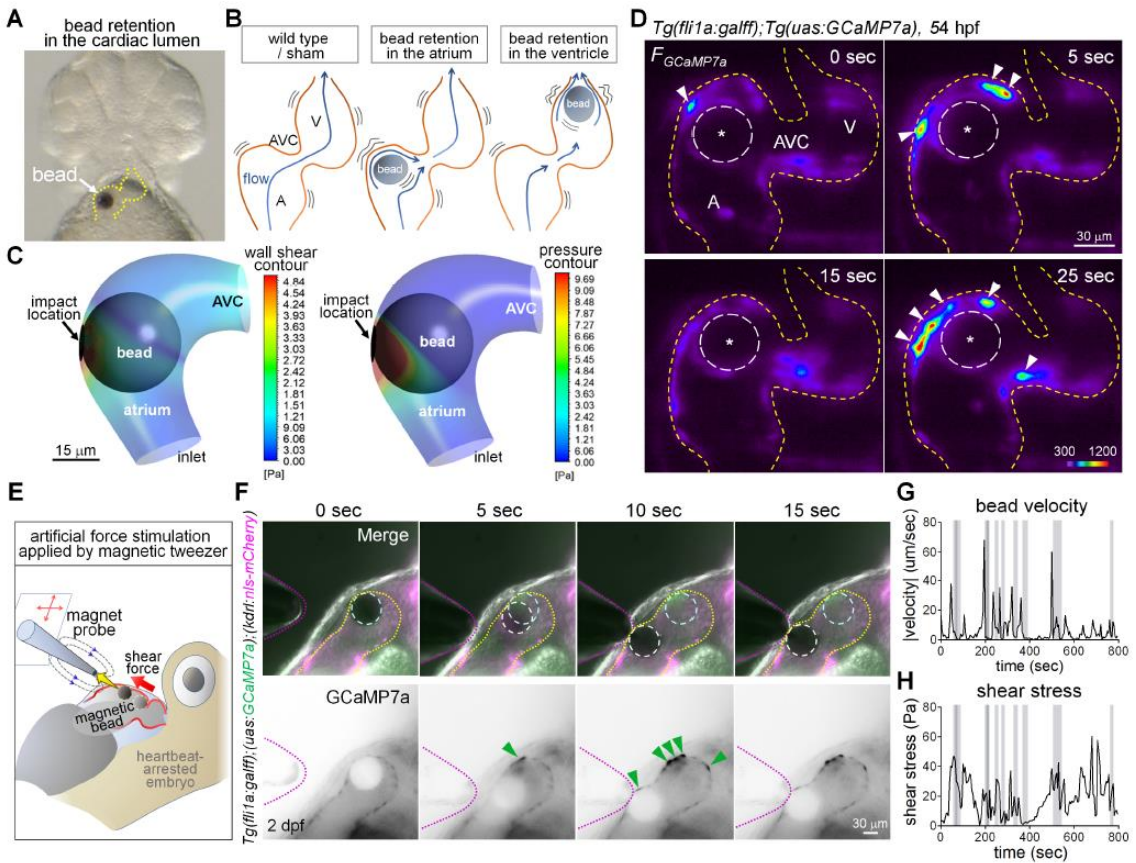 A
bead retention
in the cardiac lumen
bead
B
wild type
/ sham
bead retention
in the atrium
bead retention
in the ventricle
AVC
V
flow
A
bead
bead
C
wall shear
contour
impact
location
bead
AVC
atrium
inlet
15 μm
4.84
4.54
4.23
3.93
3.33
3.33
3.02
2.72
2.42
2.12
1.81
1.51
1.21
9.06
6.05
3.03
0.00
[Pa]
pressure
contour
impact
location
bead
AVC
atrium
inlet
9.69
9.08
8.48
7.87
7.27
6.66
6.06
5.45
4.84
4.24
3.63
3.03
2.42
1.82
1.21
6.06
0.00
[Pa]
D
Tg(fli1a:galff);Tg(uas:GCaMP7a), 54 hpf
FGCaMP7a
0 sec
*
AVC
V
A
5 sec
*
30 μm
15 sec
*
25 sec
*
300 1200
E
artificial force stimulation
applied by magnetic tweezer
magnet
probe
shear
force
magnetic
bead
heartbeat-
arrested
embryo
F
Tg(fli1a:galff);(uas:GCaMP7a);(kdrl:nls-mCherry)
0 sec
5 sec
10 sec
15 sec
Merge
GCaMP7a
2 dpf
30 μm
G
bead velocity
|velocity| (um/sec)
80
60
40
20
0
0 200 400 600 800
time (sec)
H
shear stress
shear stress (Pa)
80
60
40
20
0
0 200 400 600 800
time (sec)